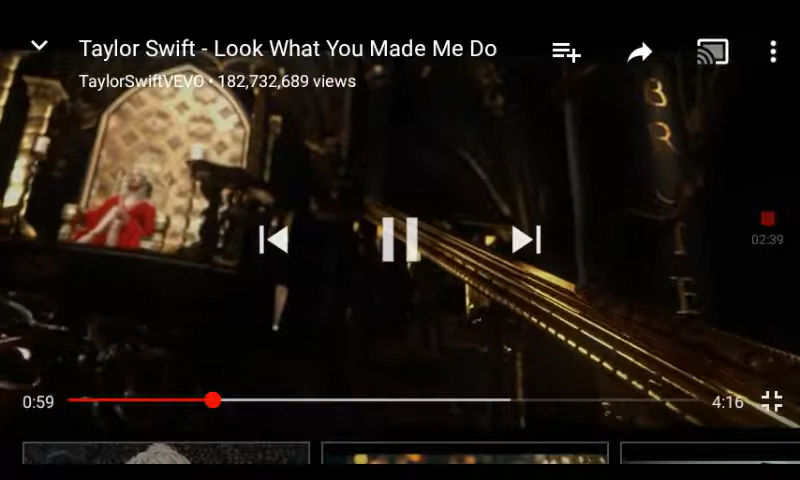 Taylor Swift - Look What You Made Me Do
TaylorSwiftVEVO • 182,732,689 views
02:39
0:59
4:16